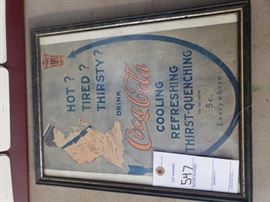 HOT?
TIRED?
THIRSTY?
DRINK
Coca-Cola
COOLING
REFRESHING
THIRST-QUENCHING
5¢.
Everywhere
547